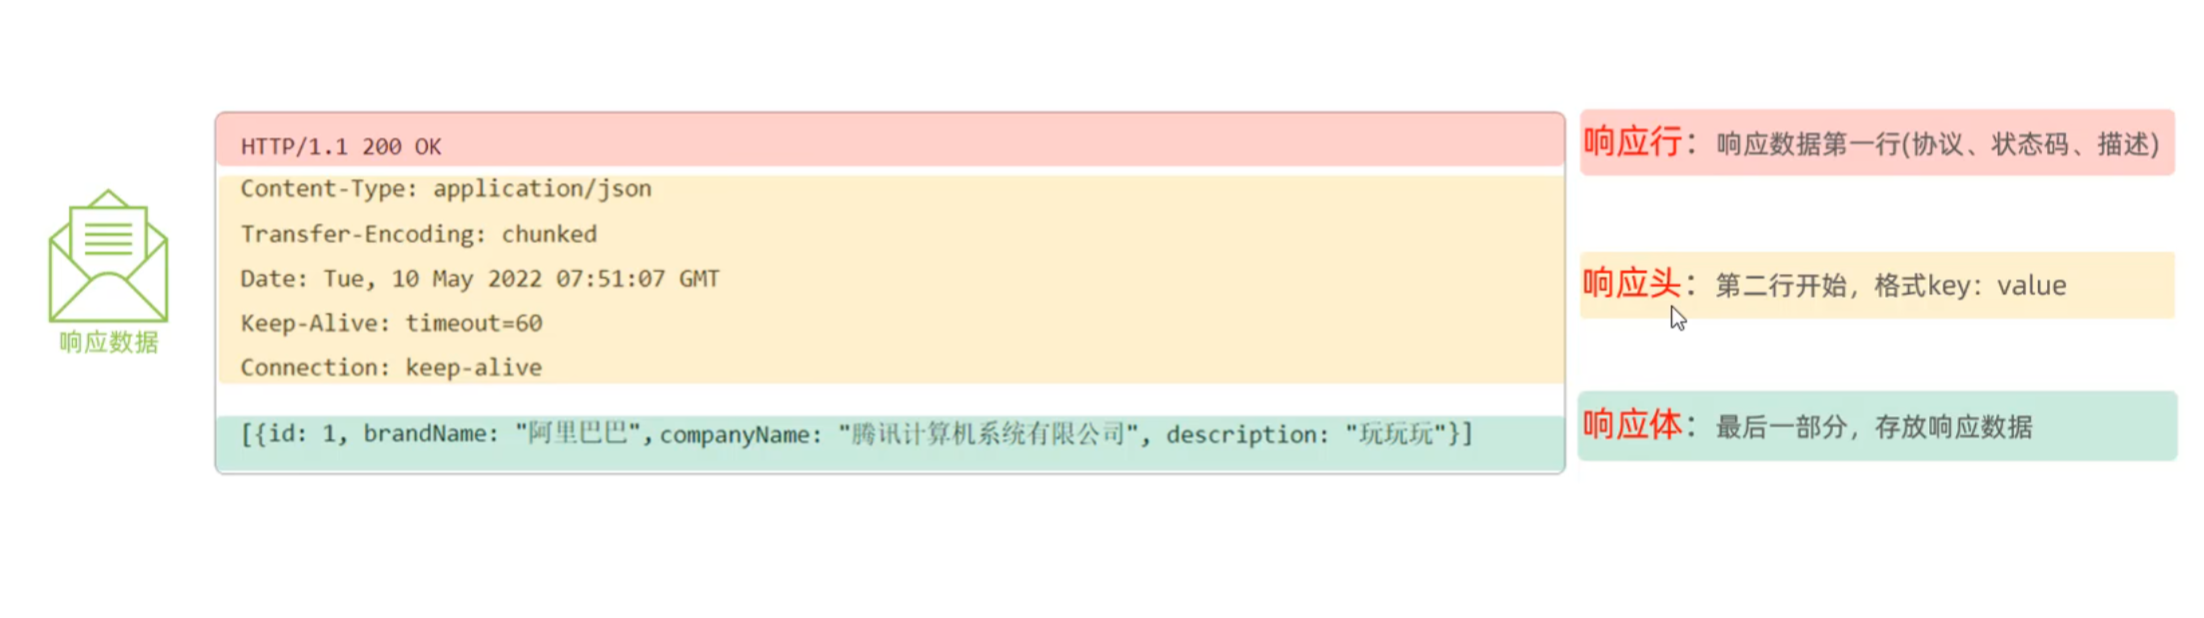 HTTP/1.1 200 OK
响应行：响应数据第一行(协议、状态码、描述)
Content-Type: application/json
Transfer-Encoding: chunked
Date: Tue, 10 May 2022 07:51:07 GMT
Keep-Alive: timeout=60
Connection: keep-alive
响应头：第二行开始，格式key：value
[{id: 1, brandName: "阿里巴巴",companyName: "腾讯计算机系统有限公司", description: "玩玩玩"}]
响应体：最后一部分，存放响应数据
响应数据